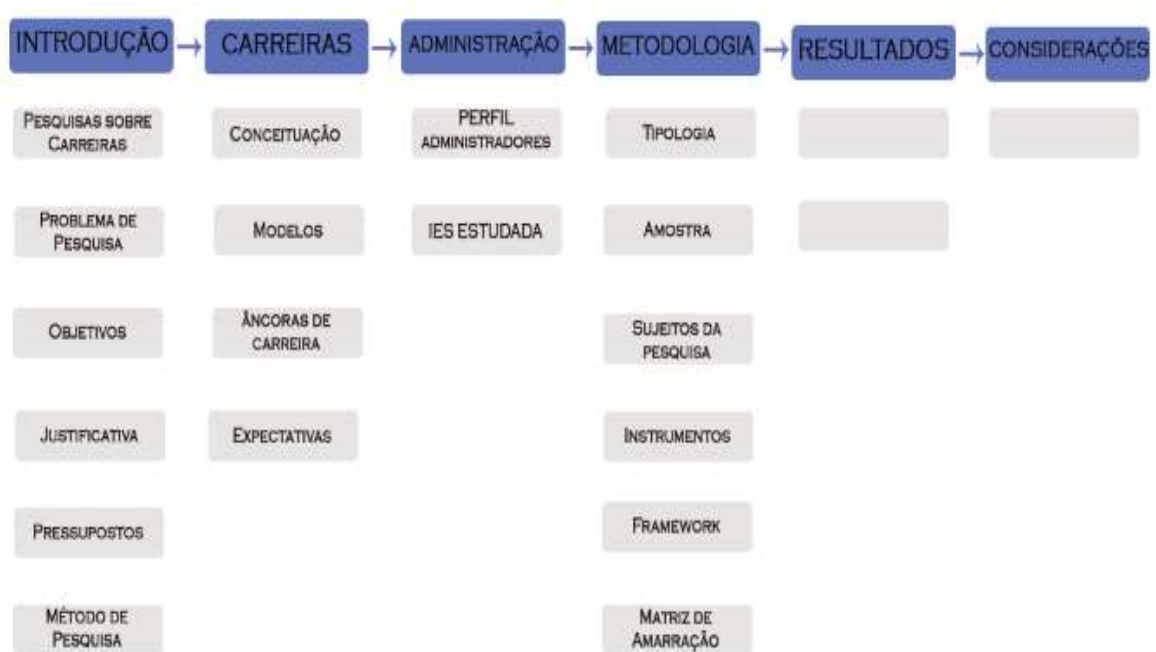 INTRODUÇÃO
CARREIRAS
ADMINISTRAÇÃO
METODOLOGIA
RESULTADOS
CONSIDERAÇÕES
PESQUISAS SOBRE
CARREIRAS
CONCEITUAÇÃO
PERFIL
ADMINISTRADORES
TIPOLOGIA
PROBLEMA DE
PESQUISA
MODELOS
IES ESTUDADA
AMOSTRA
OBJETIVOS
ÂNCORAS DE
CARREIRA
SUJEITOS DA
PESQUISA
JUSTIFICATIVA
EXPECTATIVAS
INSTRUMENTOS
PRESSUPOSTOS
FRAMEWORK
MÉTODO DE
PESQUISA
MATRIZ DE
AMARRAÇÃO